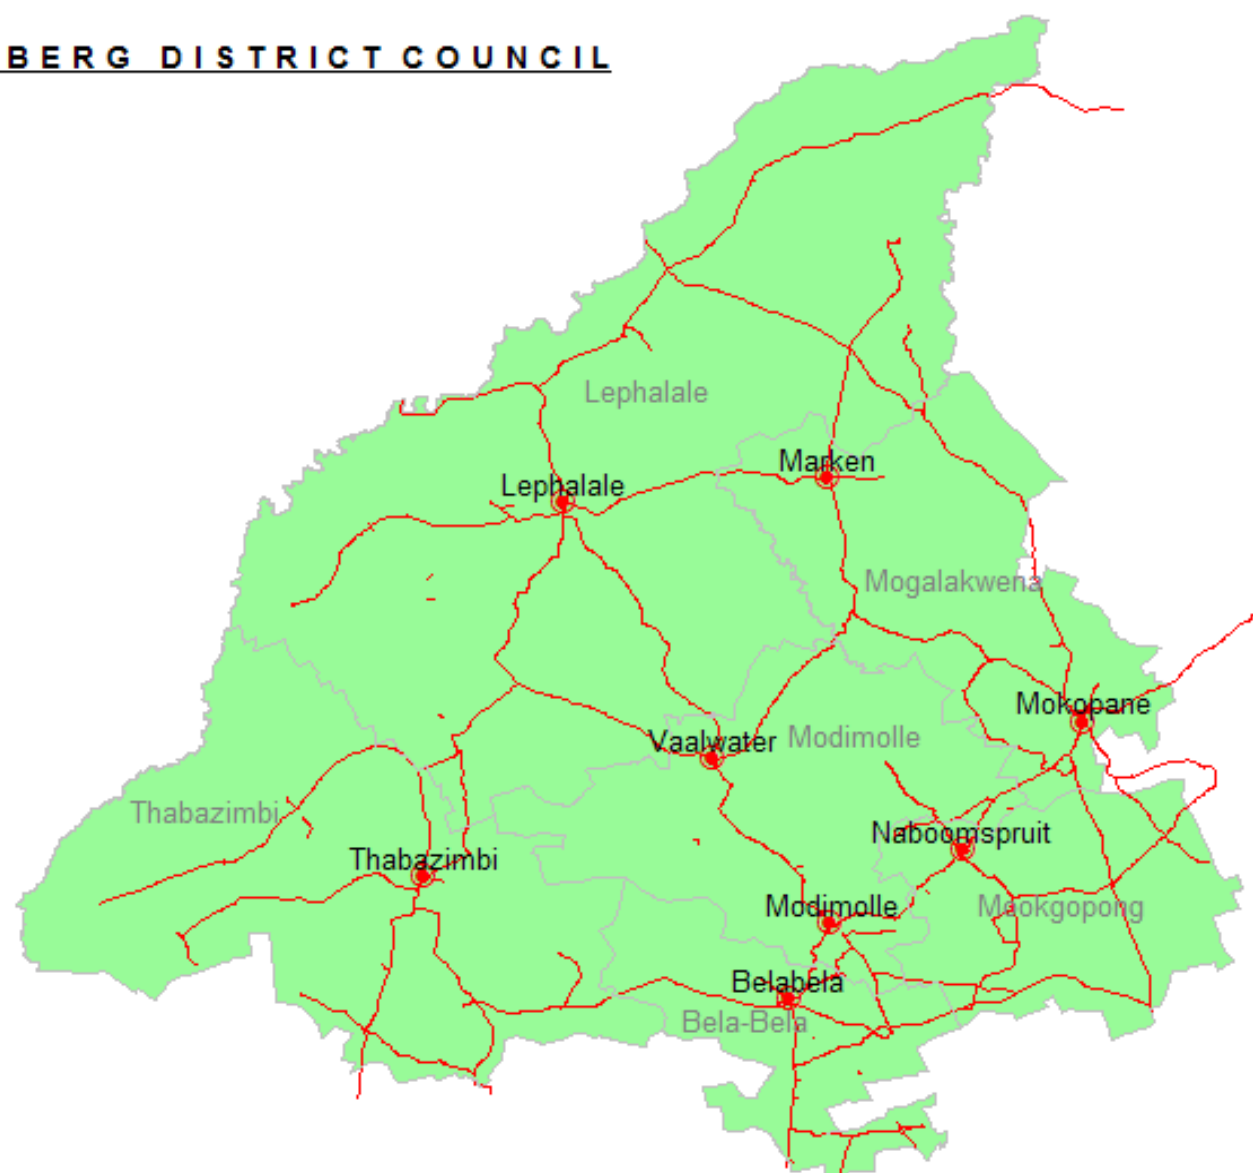 BERG DISTRICT COUNCIL
Lephalale
Marken
Lephalale
Mogalakwena
Mokopane
Vaalwater
Modimolle
Thabazimbi
Naboomspruit
Thabazimbi
Modimolle
Mookgopong
Belabela
Bela-Bela